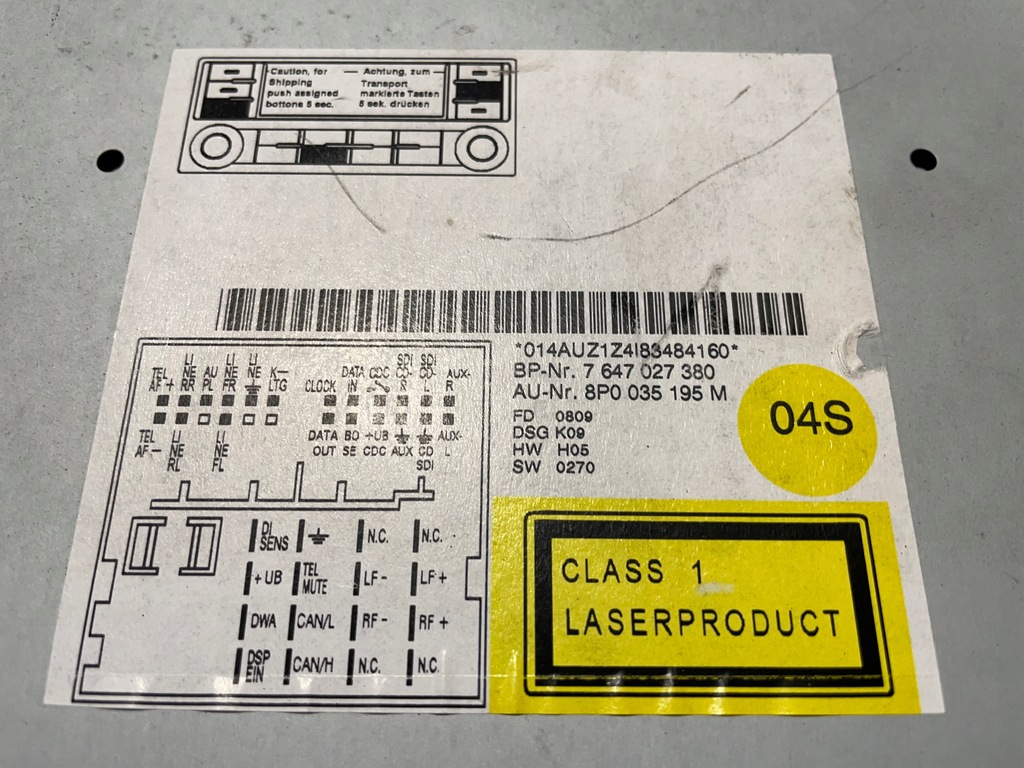 Caution, for
Shipping
push assigned
bottons 5 sec.
Achtung, zum
Transport
markierte Tasten
5 sek. drücken
*014AUZ1Z4I83484160*
BP-Nr. 7 647 027 380
AU-Nr. 8P0 035 195 M
FD 0809
DSG K09
HW H05
SW 0270
04S
TEL AF +
LI NE RR
AU PL
LI NE FR
LI NE
K— LTG
CLOCK
DATA IN
CDC
SDI CD- R
SDI CD- L
AUX- R
TEL AF -
LI NE RL
LI NE FL
DATA OUT
BO SE
+UB CDC
AUX
CD SDI
AUX- L
DI SENS
N.C.
N.C.
+UB
TEL MUTE
LF -
LF +
DWA
CAN/L
RF -
RF +
DSP EIN
CAN/H
N.C.
N.C.
CLASS 1
LASERPRODUCT